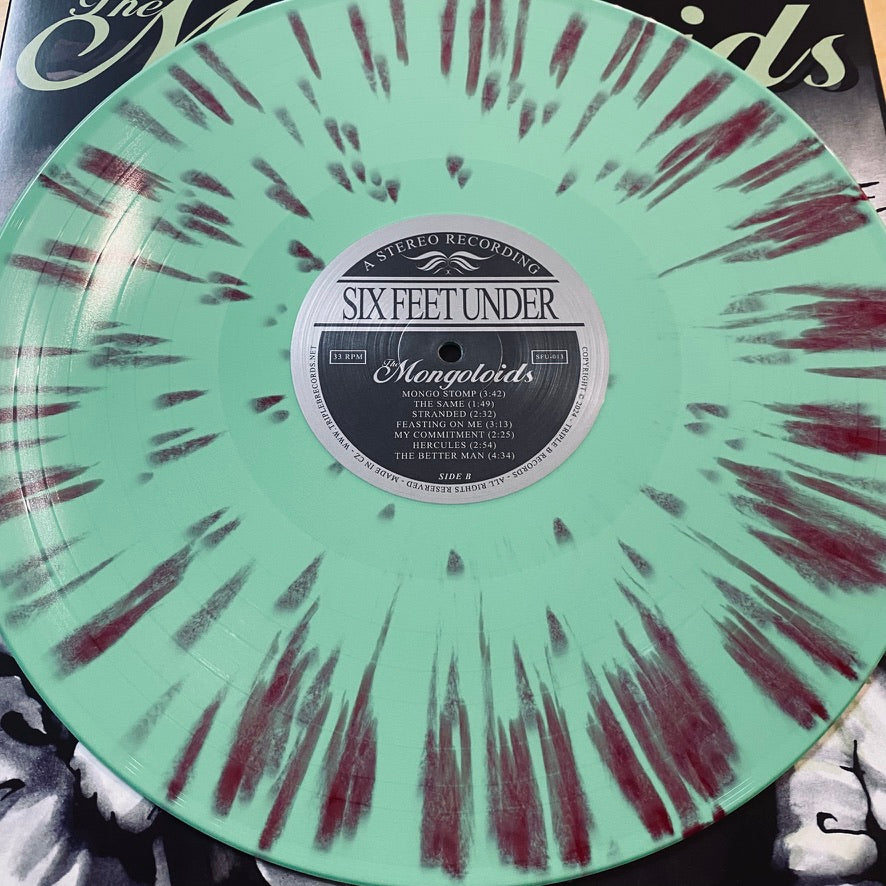 The Mo
ids
A STEREO RECORDING
SIX FEET UNDER
33 RPM
SFU-013
The Mongoloids
MONGO STOMP (3:42)
THE SAME (1:49)
STRANDED (2:32)
FEASTING ON ME (3:13)
MY COMMITMENT (2:25)
HERCULES (2:54)
THE BETTER MAN (4:34)
SIDE B
COPYRIGHT © 2024 - TRIPLE B RECORDS - ALL RIGHTS RESERVED - MADE IN CZ - WWW.TRIPLEBRECORDS.NET